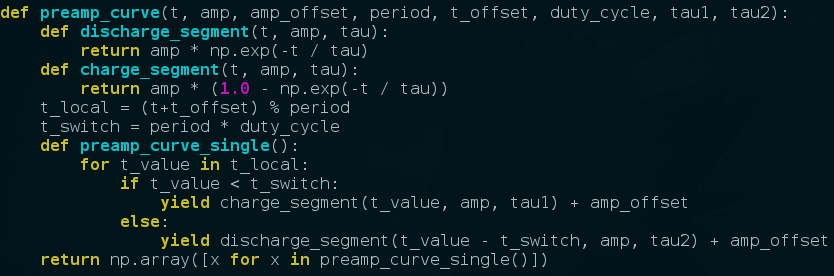 def preamp_curve(t, amp, amp_offset, period, t_offset, duty_cycle, tau1, tau2):
    def discharge_segment(t, amp, tau):
        return amp * np.exp(-t / tau)
    def charge_segment(t, amp, tau):
        return amp * (1.0 - np.exp(-t / tau))
    t_local = (t+t_offset) % period
    t_switch = period * duty_cycle
    def preamp_curve_single():
        for t_value in t_local:
            if t_value < t_switch:
                yield charge_segment(t_value, amp, tau1) + amp_offset
            else:
                yield discharge_segment(t_value - t_switch, amp, tau2) + amp_offset
    return np.array([x for x in preamp_curve_single()])